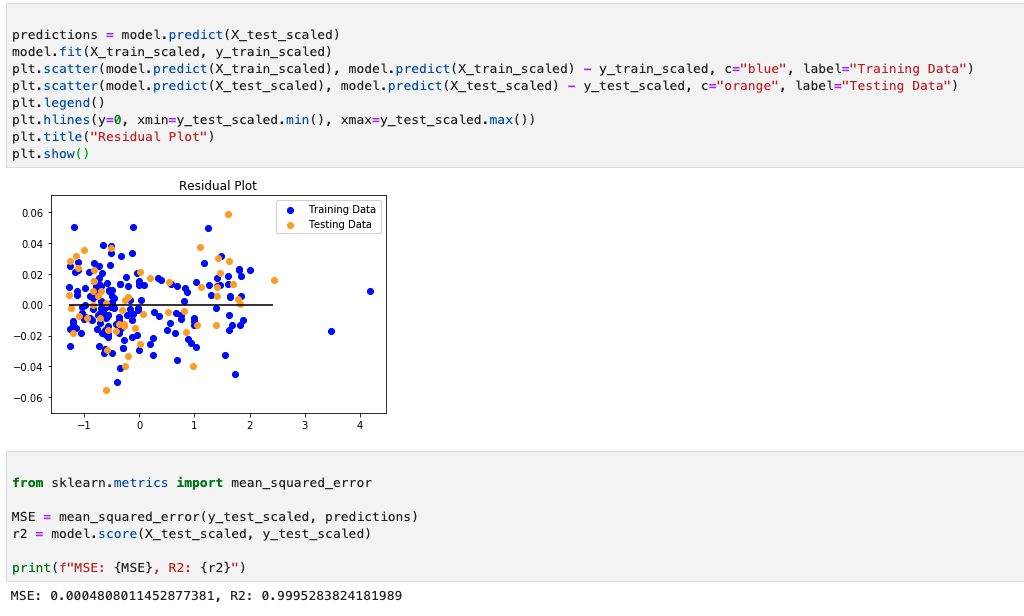 predictions = model.predict(X_test_scaled)
model.fit(X_train_scaled, y_train_scaled)
plt.scatter(model.predict(X_train_scaled), model.predict(X_train_scaled) - y_train_scaled, c="blue", label="Training Data")
plt.scatter(model.predict(X_test_scaled), model.predict(X_test_scaled) - y_test_scaled, c="orange", label="Testing Data")
plt.legend()
plt.hlines(y=0, xmin=y_test_scaled.min(), xmax=y_test_scaled.max())
plt.title("Residual Plot")
plt.show()
Residual Plot
Training Data
Testing Data
0.06
0.04
0.02
0.00
−0.02
−0.04
−0.06
−1 0 1 2 3 4
from sklearn.metrics import mean_squared_error
MSE = mean_squared_error(y_test_scaled, predictions)
r2 = model.score(X_test_scaled, y_test_scaled)
print(f"MSE: {MSE}, R2: {r2}")
MSE: 0.0004808011452877381, R2: 0.9995283824181989